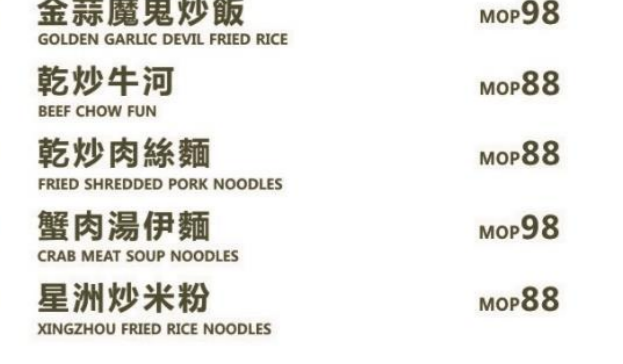 金蒜魔鬼炒飯 MOP98
GOLDEN GARLIC DEVIL FRIED RICE
乾炒牛河 MOP88
BEEF CHOW FUN
乾炒肉絲麵 MOP88
FRIED SHREDDED PORK NOODLES
蟹肉湯伊麵 MOP98
CRAB MEAT SOUP NOODLES
星洲炒米粉 MOP88
XINGZHOU FRIED RICE NOODLES